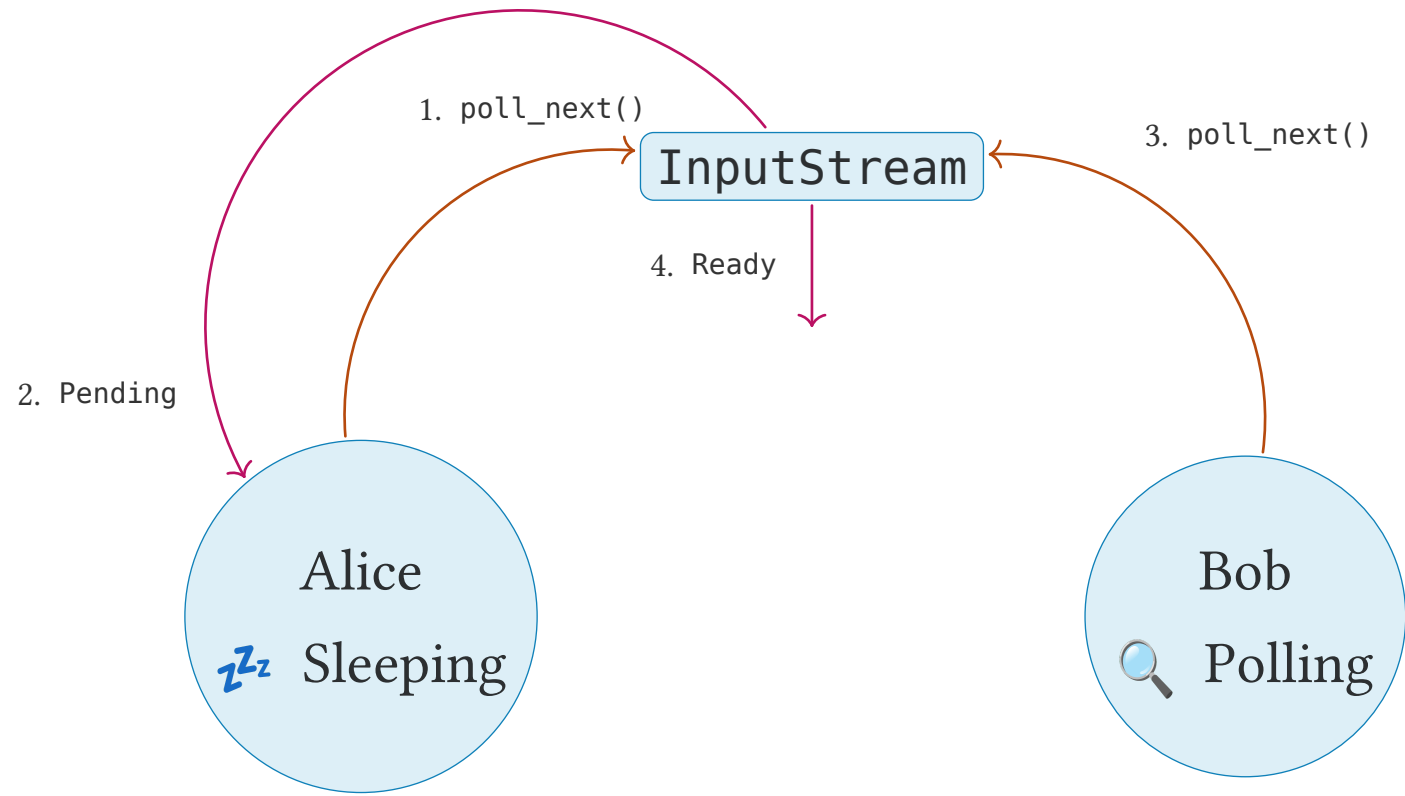 1. poll_next()
3. poll_next()
InputStream
4. Ready
2. Pending
Alice
💤 Sleeping
Bob
🔍 Polling